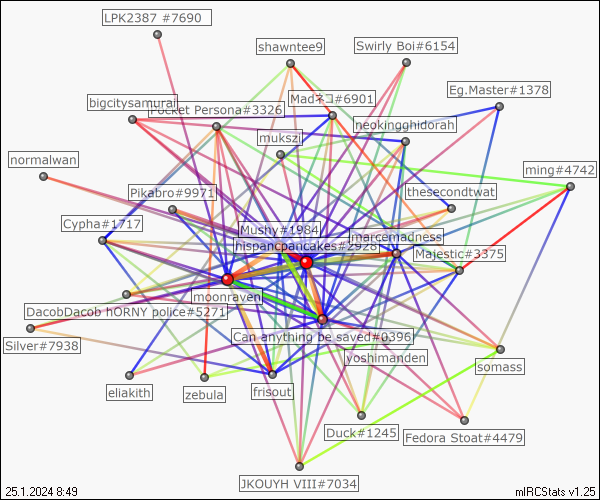 LPK2387 #7690
shawntee9
Swirly Boi#6154
Eg.Master#1378
Madネコ#6901
bigcitysamurai
Pocket Persona#3326
neokingghidorah
mukszi
normalwan
ming#4742
Pikabro#9971
thesecondtwat
Cypha#1717
Mushy#1984
marcemadness
hispanicpancakes#2928
Majestic#3375
moonraven
DacobDacob hORNY police#5271
Can anything be saved#0396
Silver#7938
yoshimanden
somass
eliakith
zebula
frisout
Duck#1245
Fedora Stoat#4479
JKOUYH VIII#7034
25.1.2024 8:49
mIRCStats v1.25